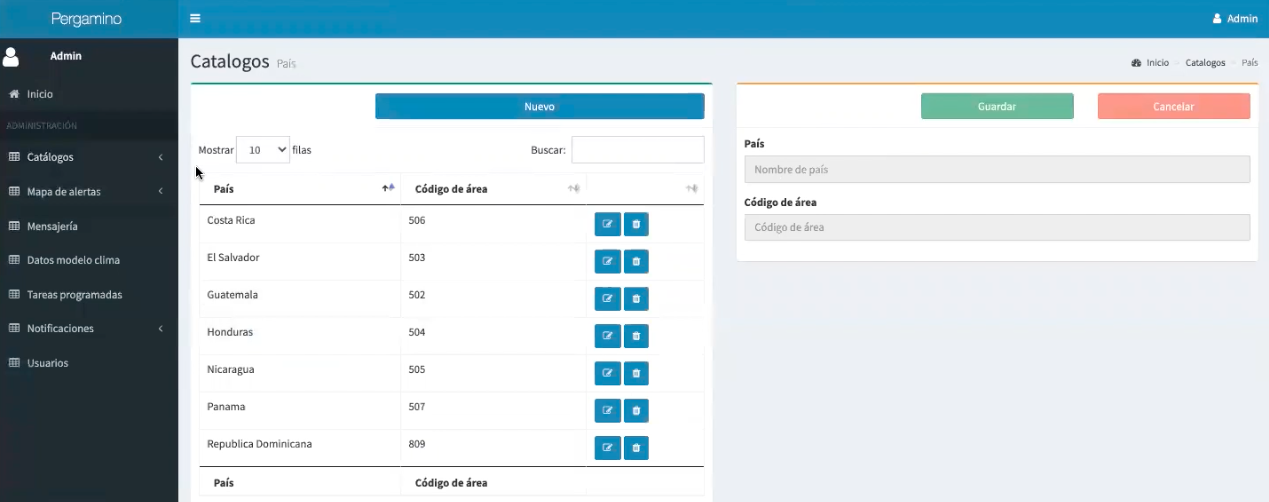 Pergamino
Admin
Admin
Inicio
ADMINISTRACIÓN
Catálogos
Mapa de alertas
Mensajería
Datos modelo clima
Tareas programadas
Notificaciones
Usuarios
Catalogos País
Inicio Catalogos País
Nuevo
Mostrar 10 filas
Buscar:
País Código de área
Costa Rica 506
El Salvador 503
Guatemala 502
Honduras 504
Nicaragua 505
Panama 507
Republica Dominicana 809
País Código de área
Guardar Cancelar
País
Nombre de país
Código de área
Código de área